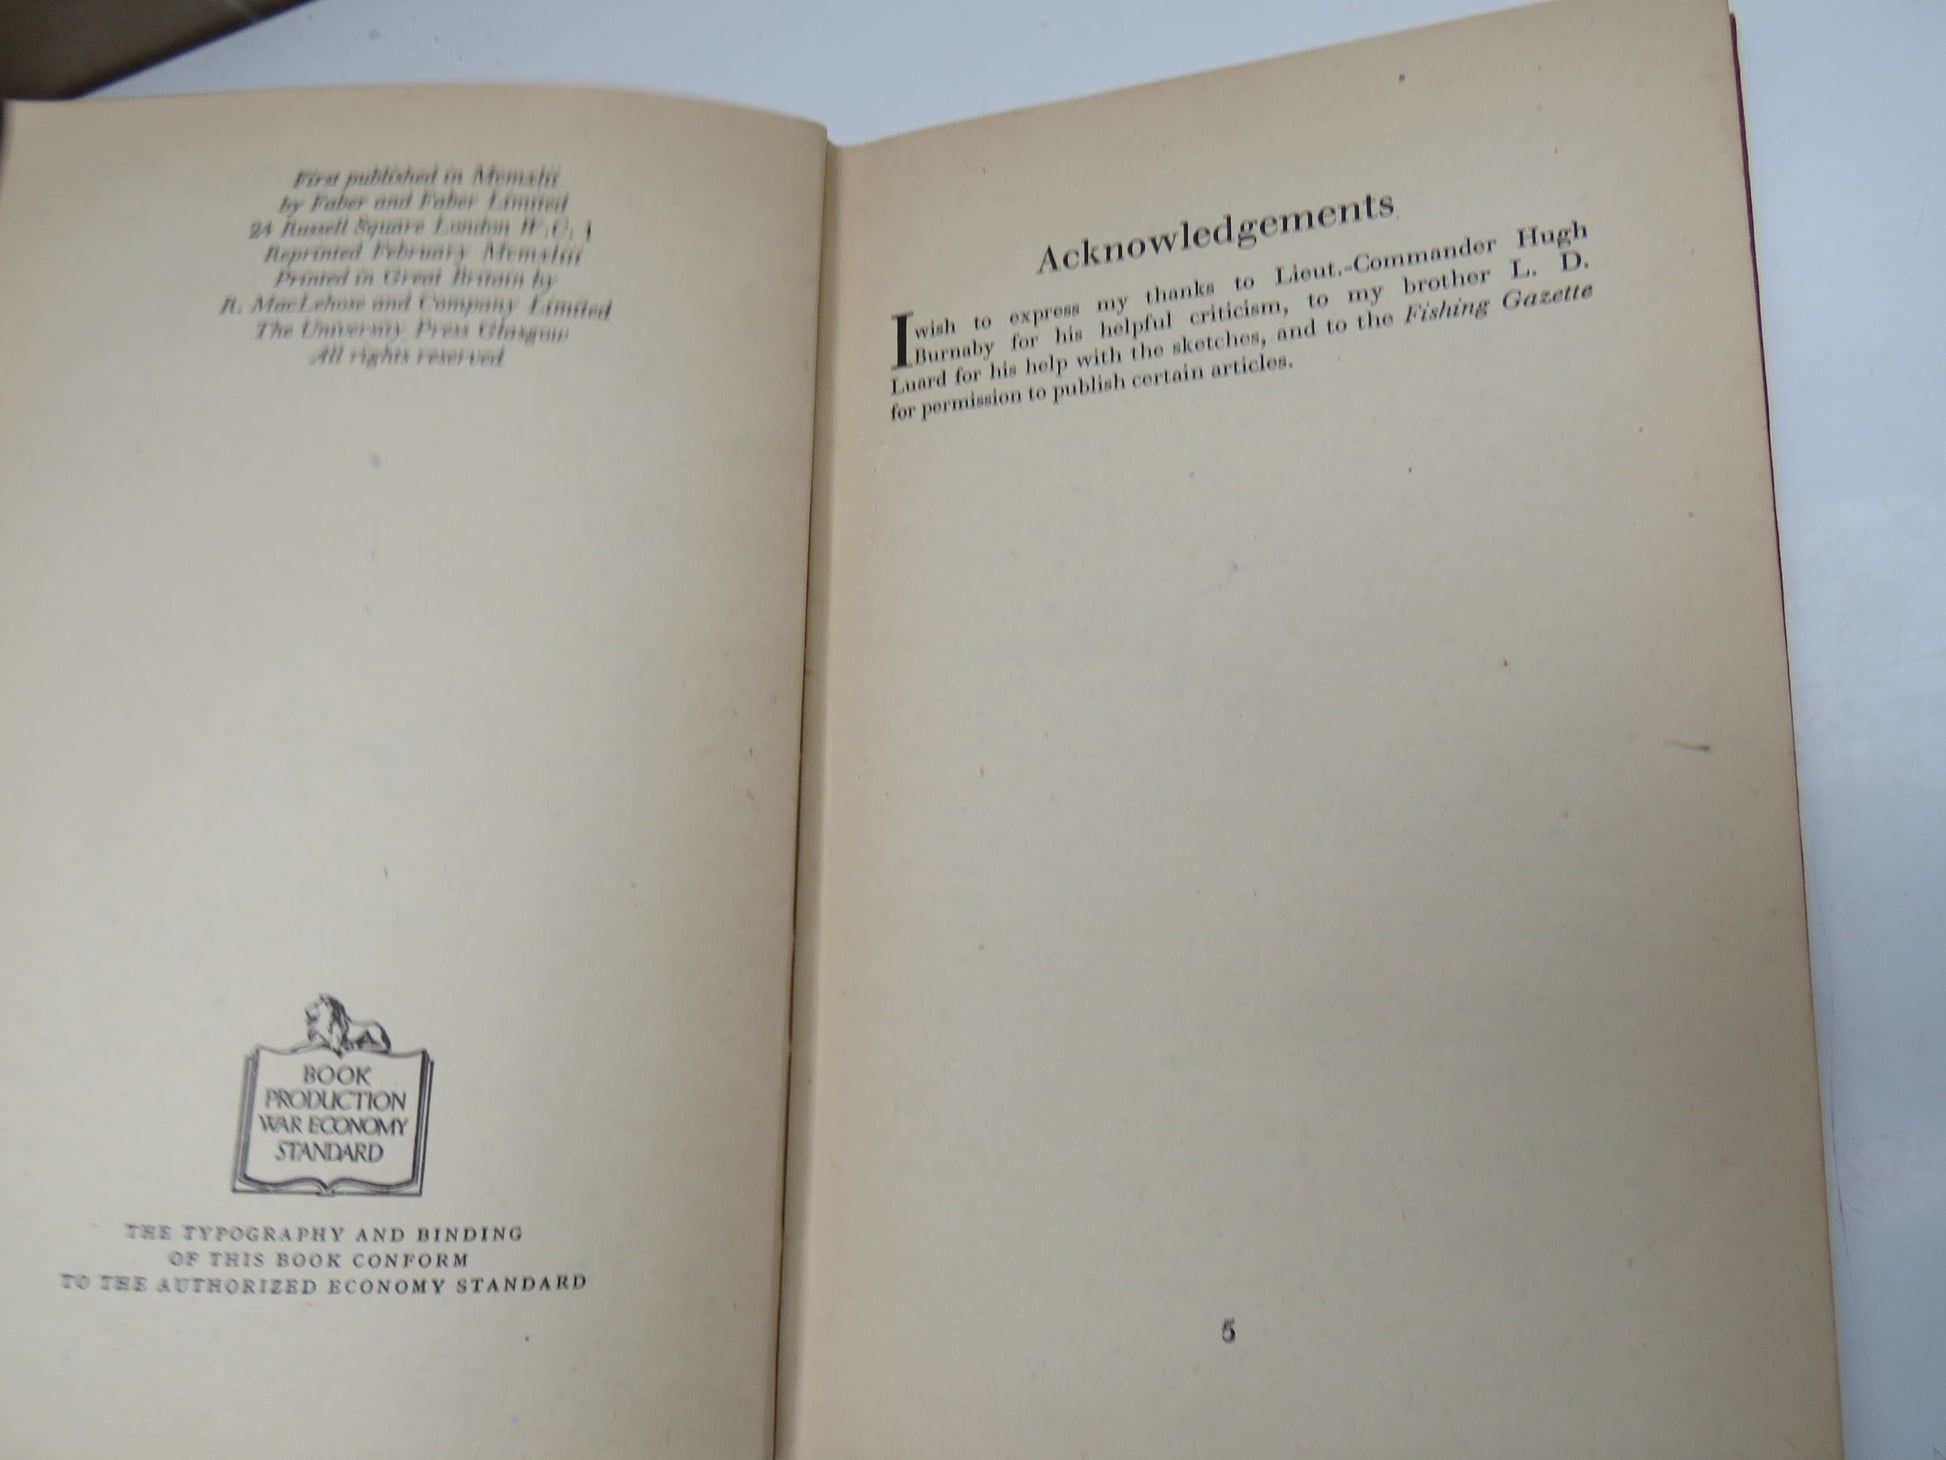 First published in Mcmxlii
by Faber and Faber Limited
24 Russell Square London W.C. 1
Reprinted February Mcmxliii
Printed in Great Britain by
R. MacLehose and Company Limited
The University Press Glasgow
All rights reserved
BOOK
PRODUCTION
WAR ECONOMY
STANDARD
THE TYPOGRAPHY AND BINDING
OF THIS BOOK CONFORM
TO THE AUTHORIZED ECONOMY STANDARD
Acknowledgements
I wish to express my thanks to Lieut.-Commander Hugh
Burnaby for his helpful criticism, to my brother L. D.
Luard for his help with the sketches, and to the Fishing Gazette
for permission to publish certain articles.
5